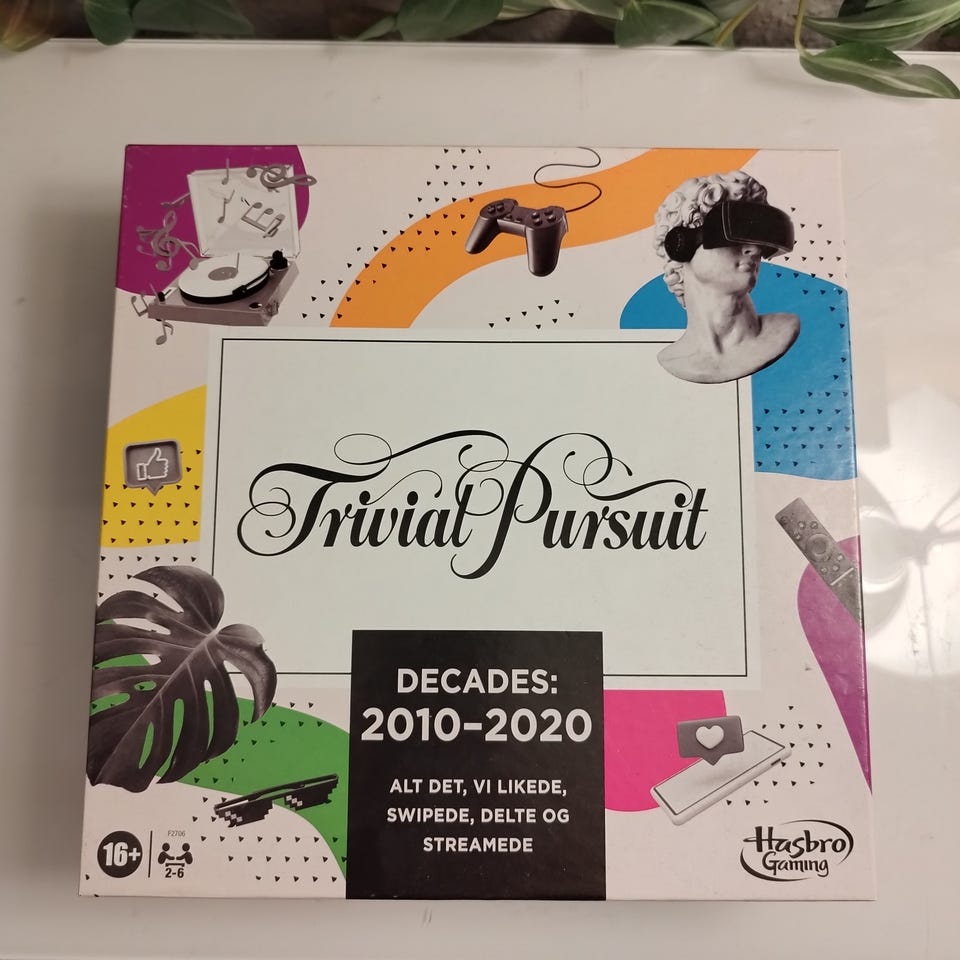 Trivial Pursuit
DECADES:
2010-2020
ALT DET, VI LIKEDE,
SWIPEDE, DELTE OG
STREAMEDE
16+
F2706
2-6
Hasbro
Gaming